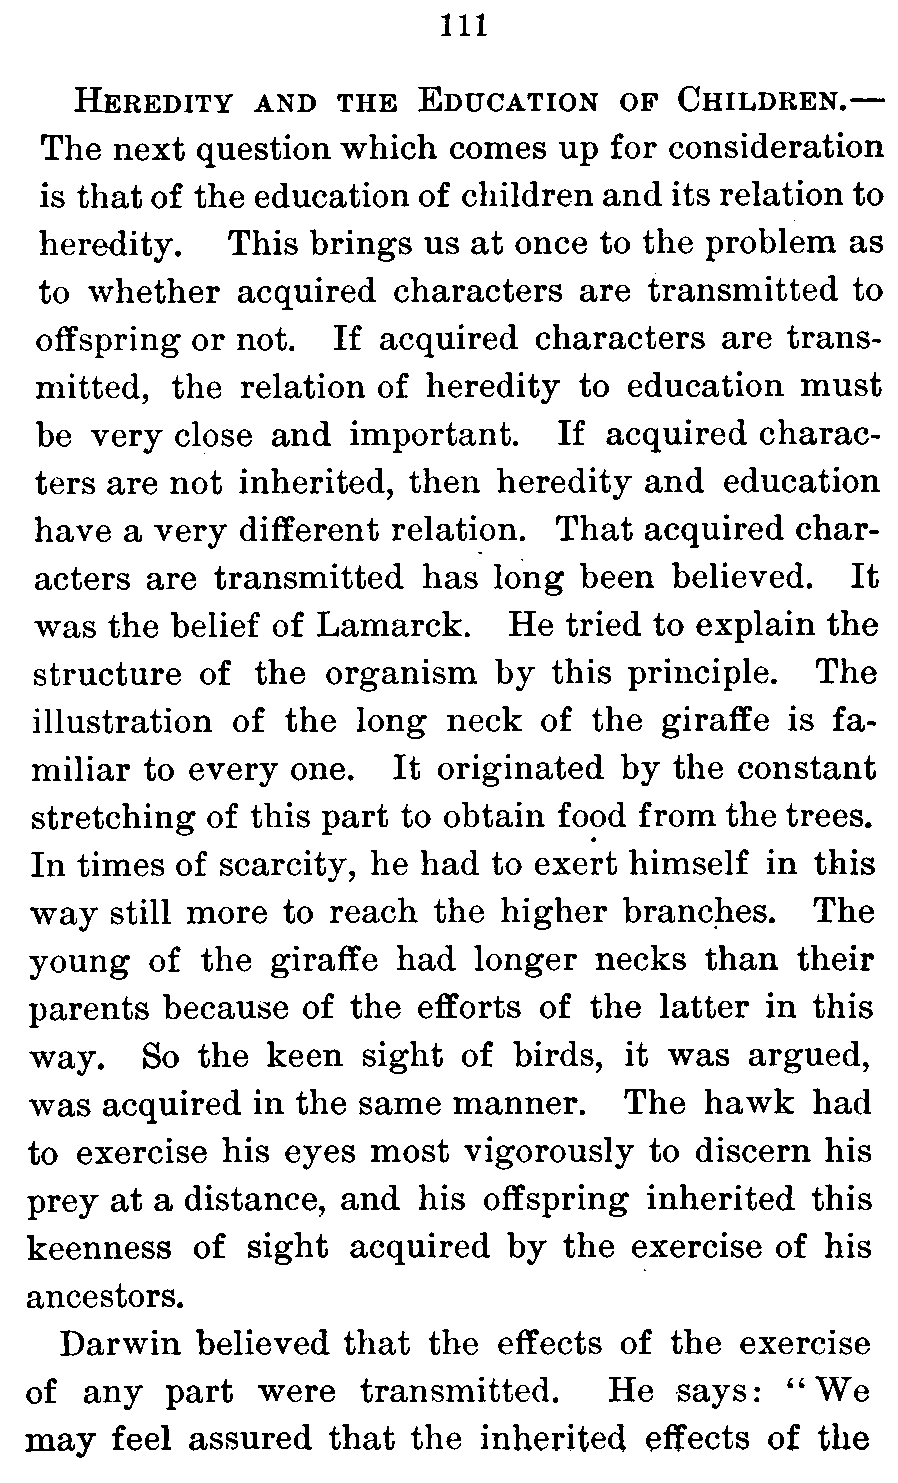 111
HEREDITY AND THE EDUCATION OF CHILDREN.—
The next question which comes up for consideration
is that of the education of children and its relation to
heredity. This brings us at once to the problem as
to whether acquired characters are transmitted to
offspring or not. If acquired characters are trans-
mitted, the relation of heredity to education must
be very close and important. If acquired charac-
ters are not inherited, then heredity and education
have a very different relation. That acquired char-
acters are transmitted has long been believed. It
was the belief of Lamarck. He tried to explain the
structure of the organism by this principle. The
illustration of the long neck of the giraffe is fa-
miliar to every one. It originated by the constant
stretching of this part to obtain food from the trees.
In times of scarcity, he had to exert himself in this
way still more to reach the higher branches. The
young of the giraffe had longer necks than their
parents because of the efforts of the latter in this
way. So the keen sight of birds, it was argued,
was acquired in the same manner. The hawk had
to exercise his eyes most vigorously to discern his
prey at a distance, and his offspring inherited this
keenness of sight acquired by the exercise of his
ancestors.
Darwin believed that the effects of the exercise
of any part were transmitted. He says: “We
may feel assured that the inherited effects of the